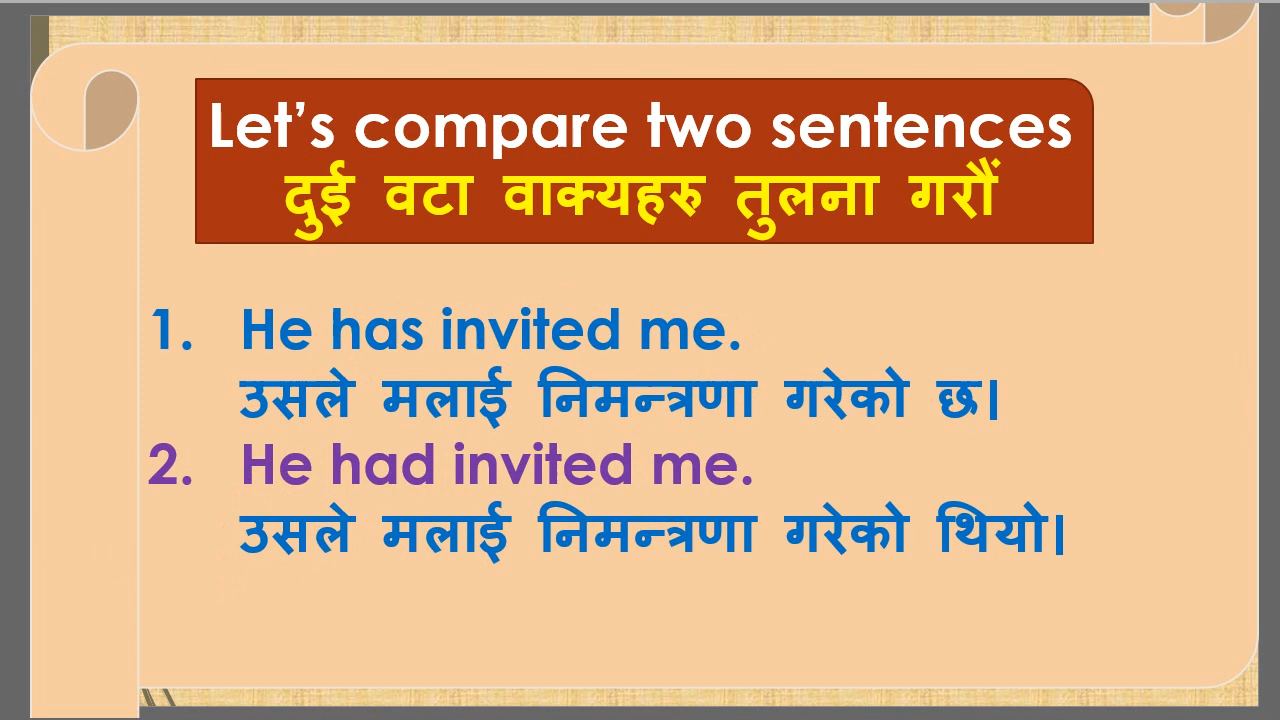 Let’s compare two sentences
दुई वटा वाक्यहरु तुलना गरौं
1. He has invited me.
उसले मलाई निमन्त्रणा गरेको छ।
2. He had invited me.
उसले मलाई निमन्त्रणा गरेको थियो।